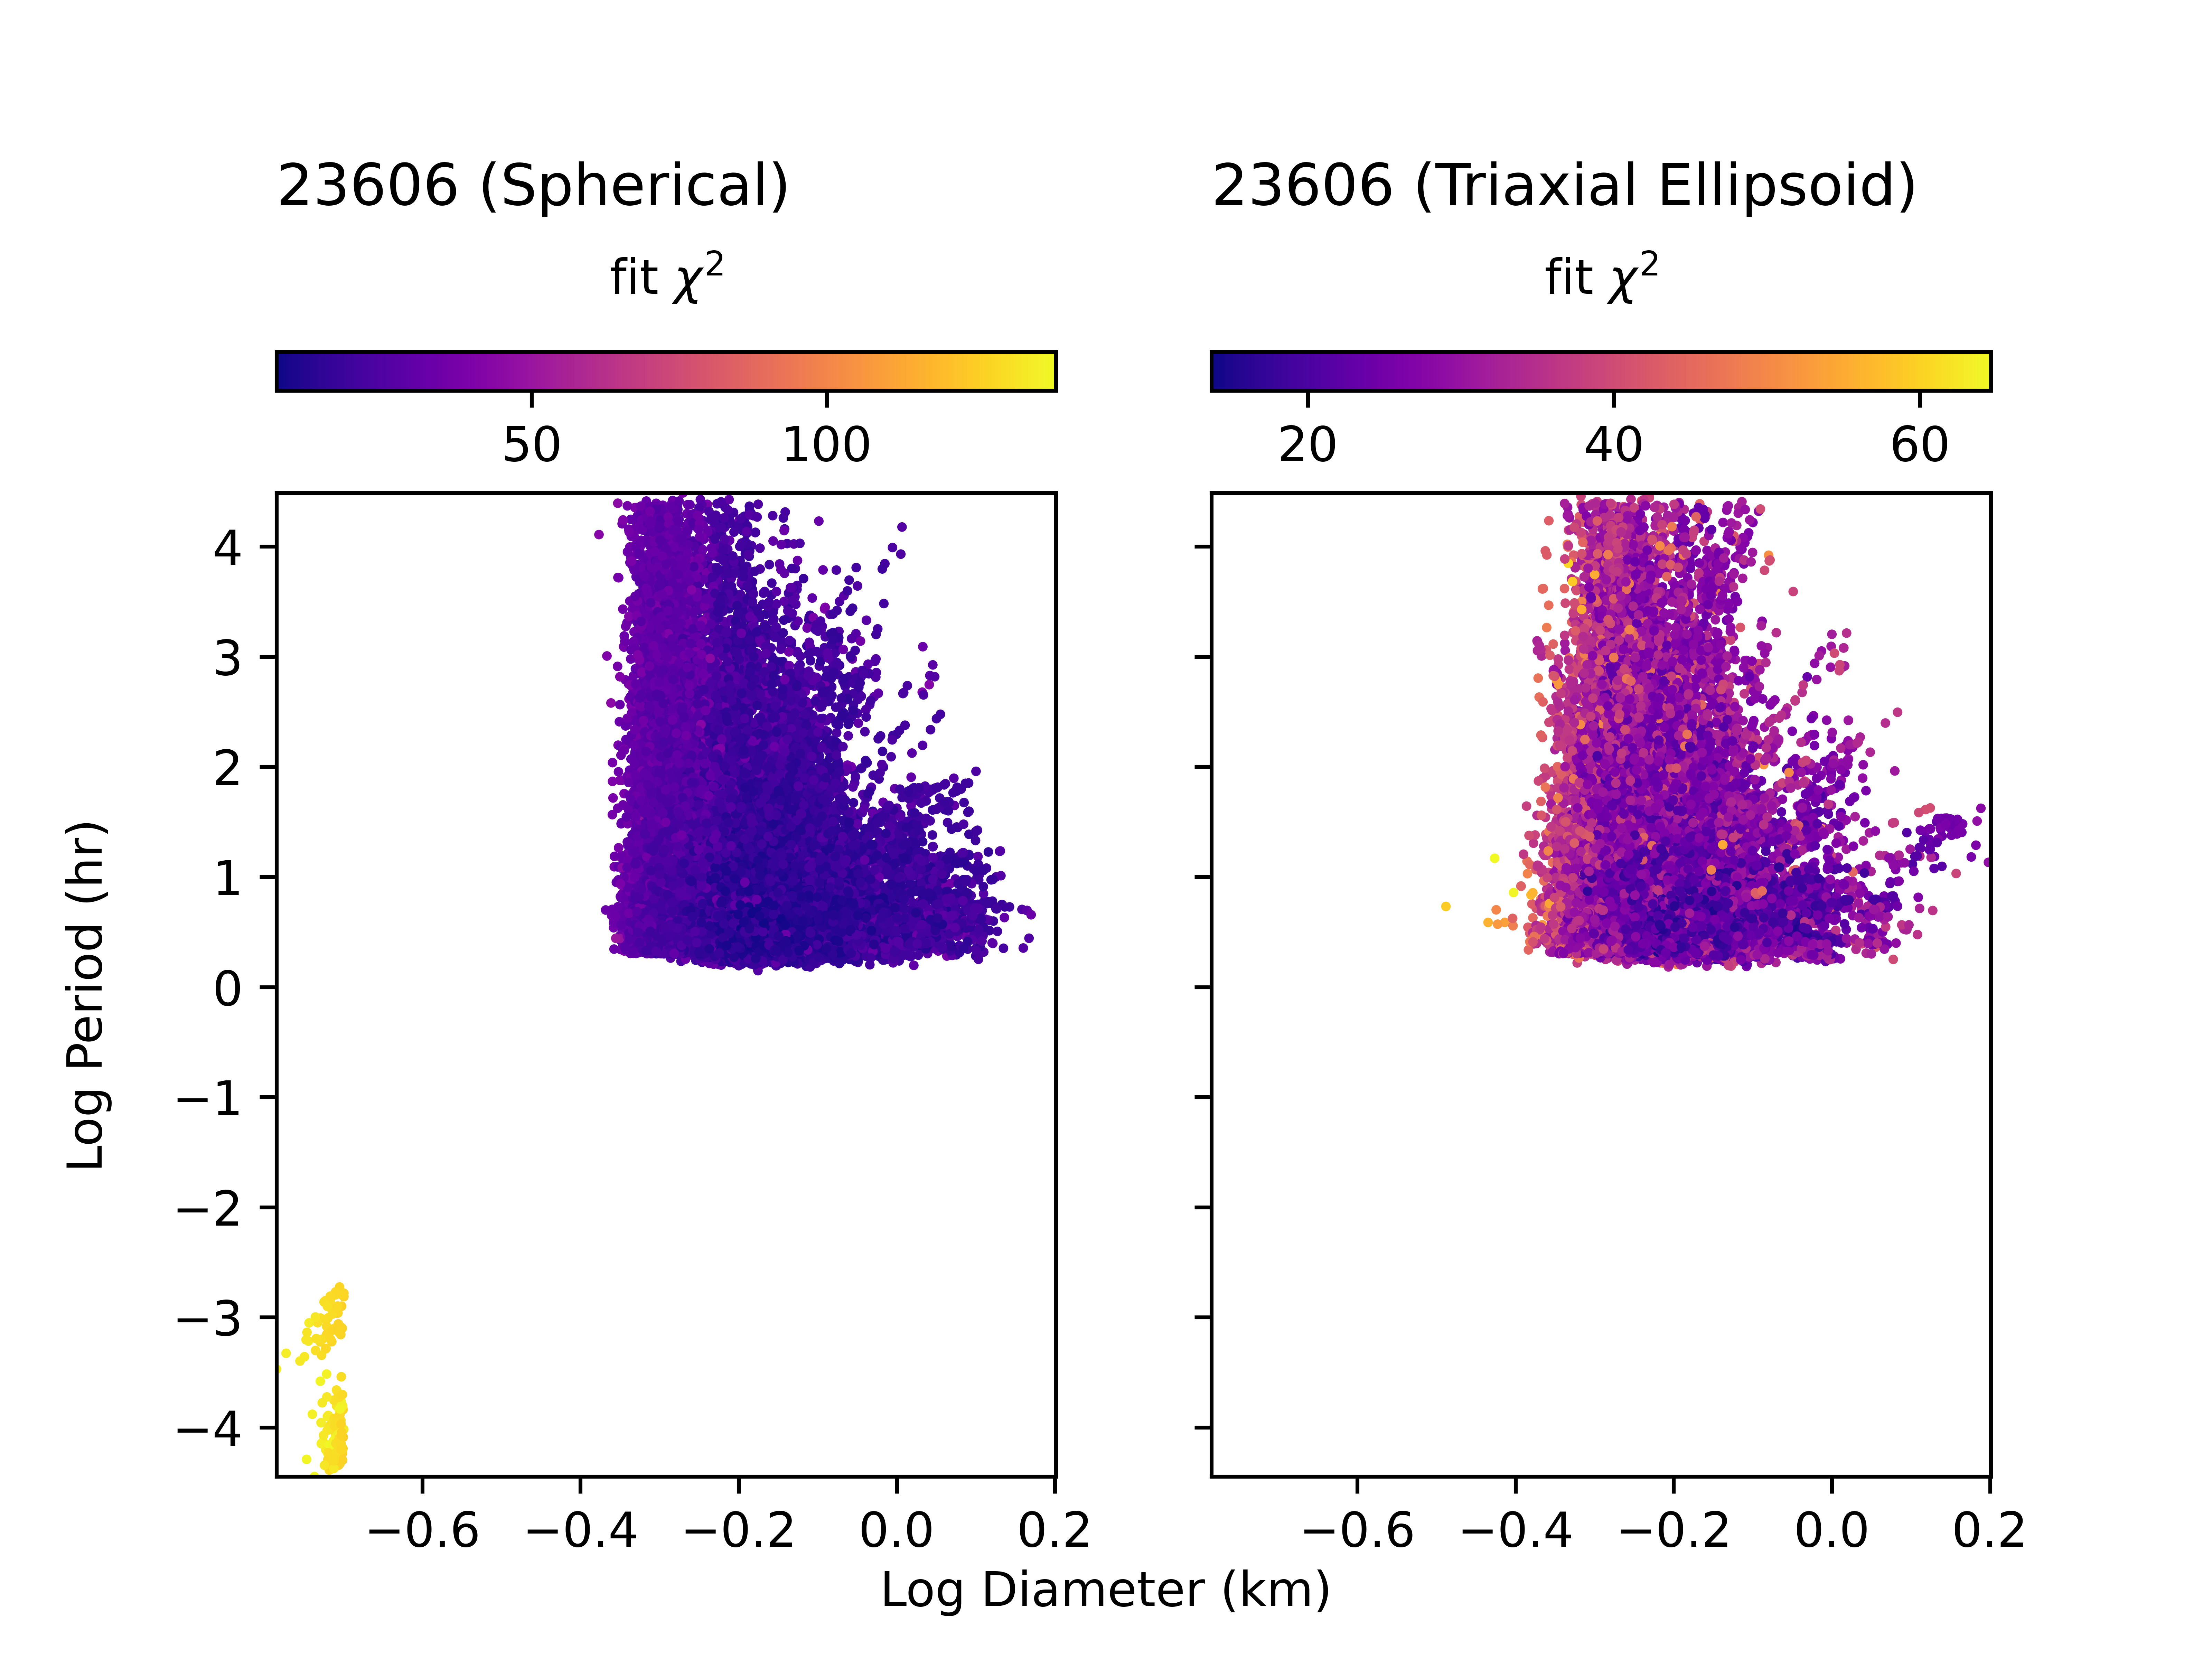 23606 (Spherical)
fit χ²
50 100
23606 (Triaxial Ellipsoid)
fit χ²
20 40 60
Log Period (hr)
4
3
2
1
0
−1
−2
−3
−4
−0.6 −0.4 −0.2 0.0 0.2
−0.6 −0.4 −0.2 0.0 0.2
Log Diameter (km)